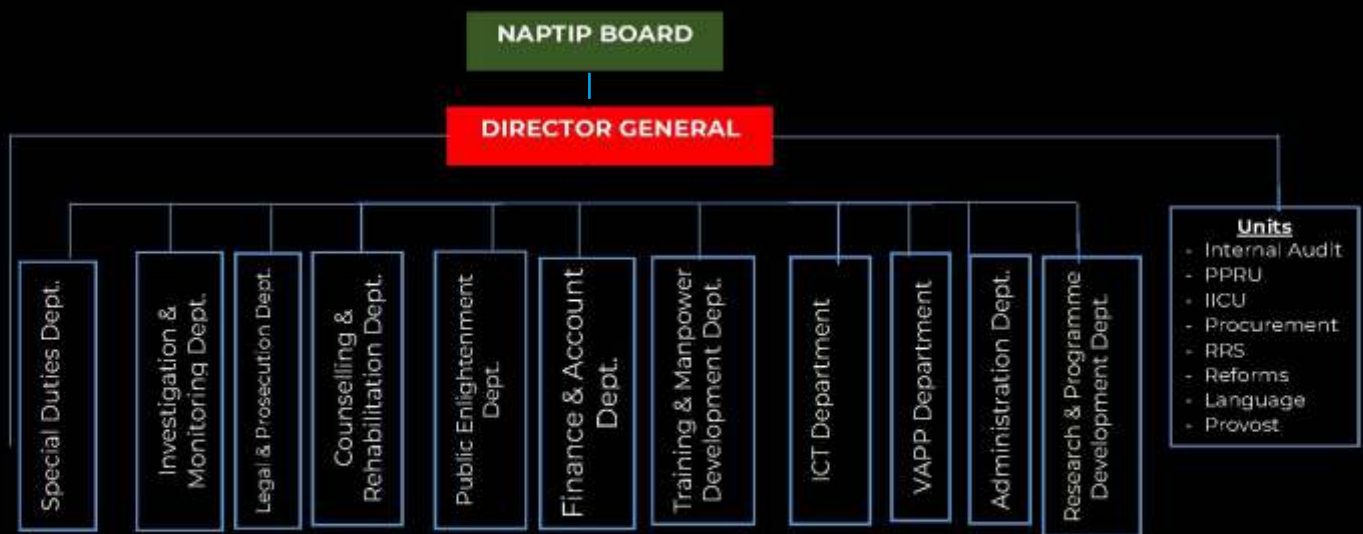 NAPTIP BOARD
DIRECTOR GENERAL
Special Duties Dept.
Investigation &
Monitoring Dept.
Legal & Prosecution Dept.
Counselling &
Rehabilitation Dept.
Public Enlightenment
Dept.
Finance & Account
Dept.
Training & Manpower
Development Dept.
ICT Department
VAPP Department
Administration Dept.
Research & Programme
Development Dept.
Units
- Internal Audit
- PPRU
- IICU
- Procurement
- RRS
- Reforms
- Language
- Provost